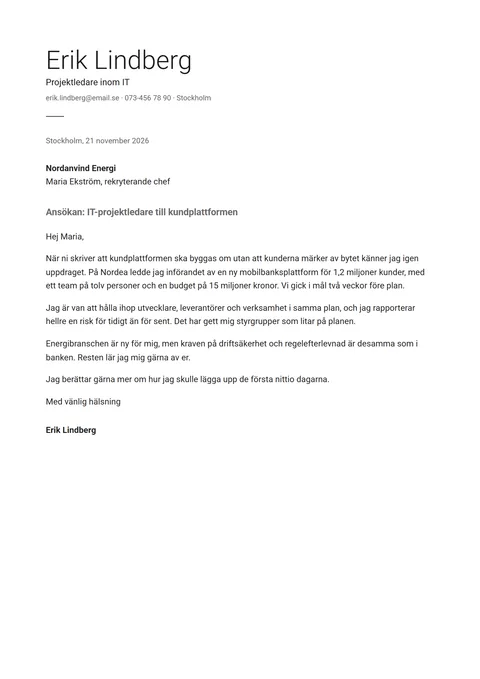 Erik Lindberg
Projektledare inom IT
erik.lindberg@email.se · 073-456 78 90 · Stockholm
Stockholm, 21 november 2026
Nordanvind Energi
Maria Ekström, rekryterande chef
Ansökan: IT-projektledare till kundplattformen
Hej Maria,
När ni skriver att kundplattformen ska byggas om utan att kunderna märker av bytet känner jag igen
uppdraget. På Nordea ledde jag införandet av en ny mobilbanksplattform för 1,2 miljoner kunder, med
ett team på tolv personer och en budget på 15 miljoner kronor. Vi gick i mål två veckor före plan.
Jag är van att hålla ihop utvecklare, leverantörer och verksamhet i samma plan, och jag rapporterar
hellre en risk för tidigt än för sent. Det har gett mig styrgrupper som litar på planen.
Energibranschen är ny för mig, men kraven på driftsäkerhet och regelefterlevnad är desamma som i
banken. Resten lär jag mig gärna av er.
Jag berättar gärna mer om hur jag skulle lägga upp de första nittio dagarna.
Med vänlig hälsning
Erik Lindberg